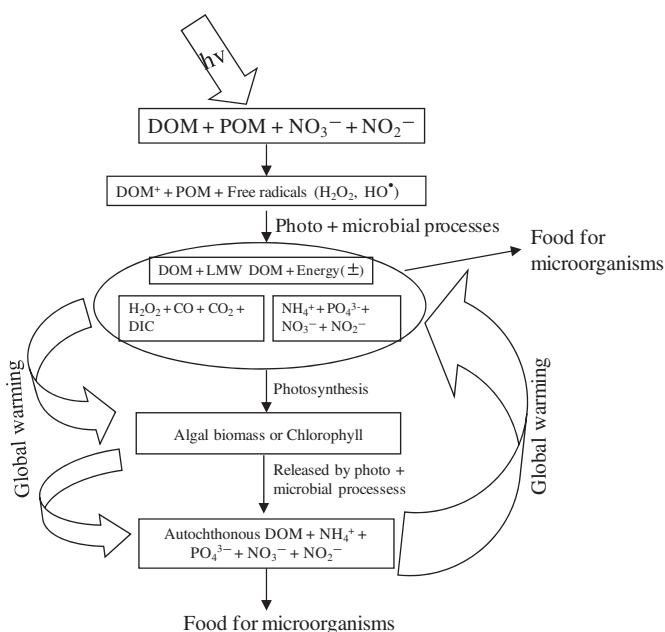 hν
DOM + POM + NO₃⁻ + NO₂⁻
DOM⁺ + POM + Free radicals (H₂O₂, HO•)
Photo + microbial processes
Food for
microorganisms
DOM + LMW DOM + Energy(±)
H₂O₂ + CO + CO₂ +
DIC
NH₄⁺ + PO₄³⁻+
NO₃⁻ + NO₂⁻
Photosynthesis
Global warming
Global warming
Algal biomass or Chlorophyll
Released by photo +
microbial processess
Autochthonous DOM + NH₄⁺ +
PO₄³⁻ + NO₃⁻ + NO₂⁻
Food for microorganisms